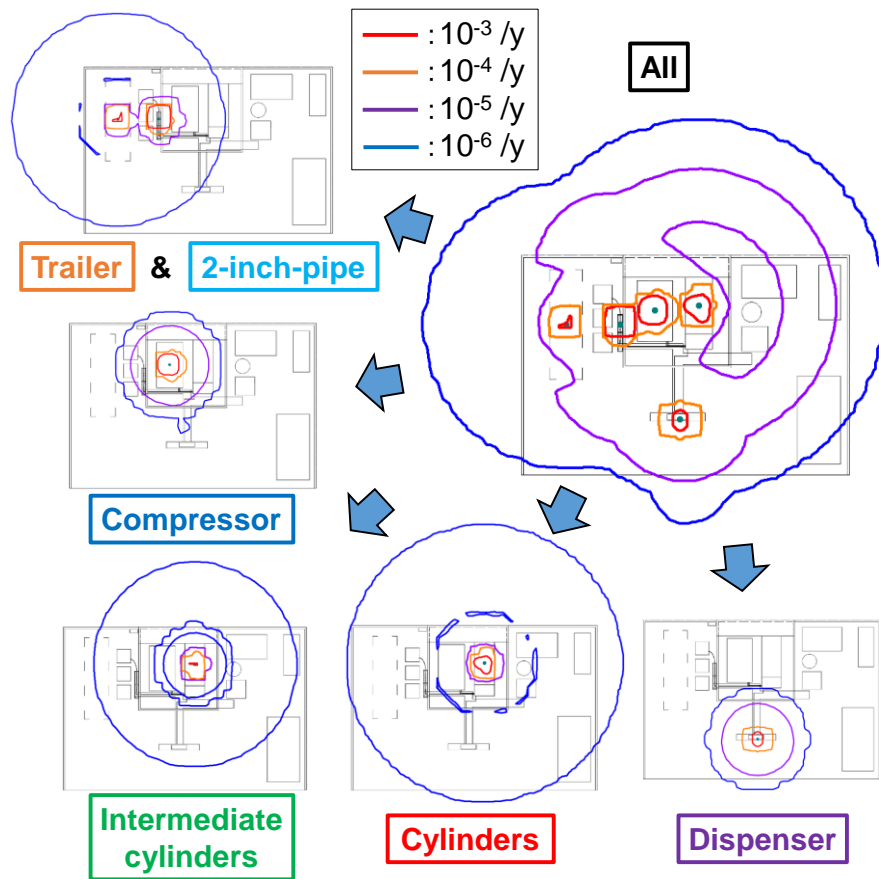 : 10⁻³ /y
: 10⁻⁴ /y
: 10⁻⁵ /y
: 10⁻⁶ /y
All
Trailer & 2-inch-pipe
Compressor
Intermediate
cylinders
Cylinders
Dispenser